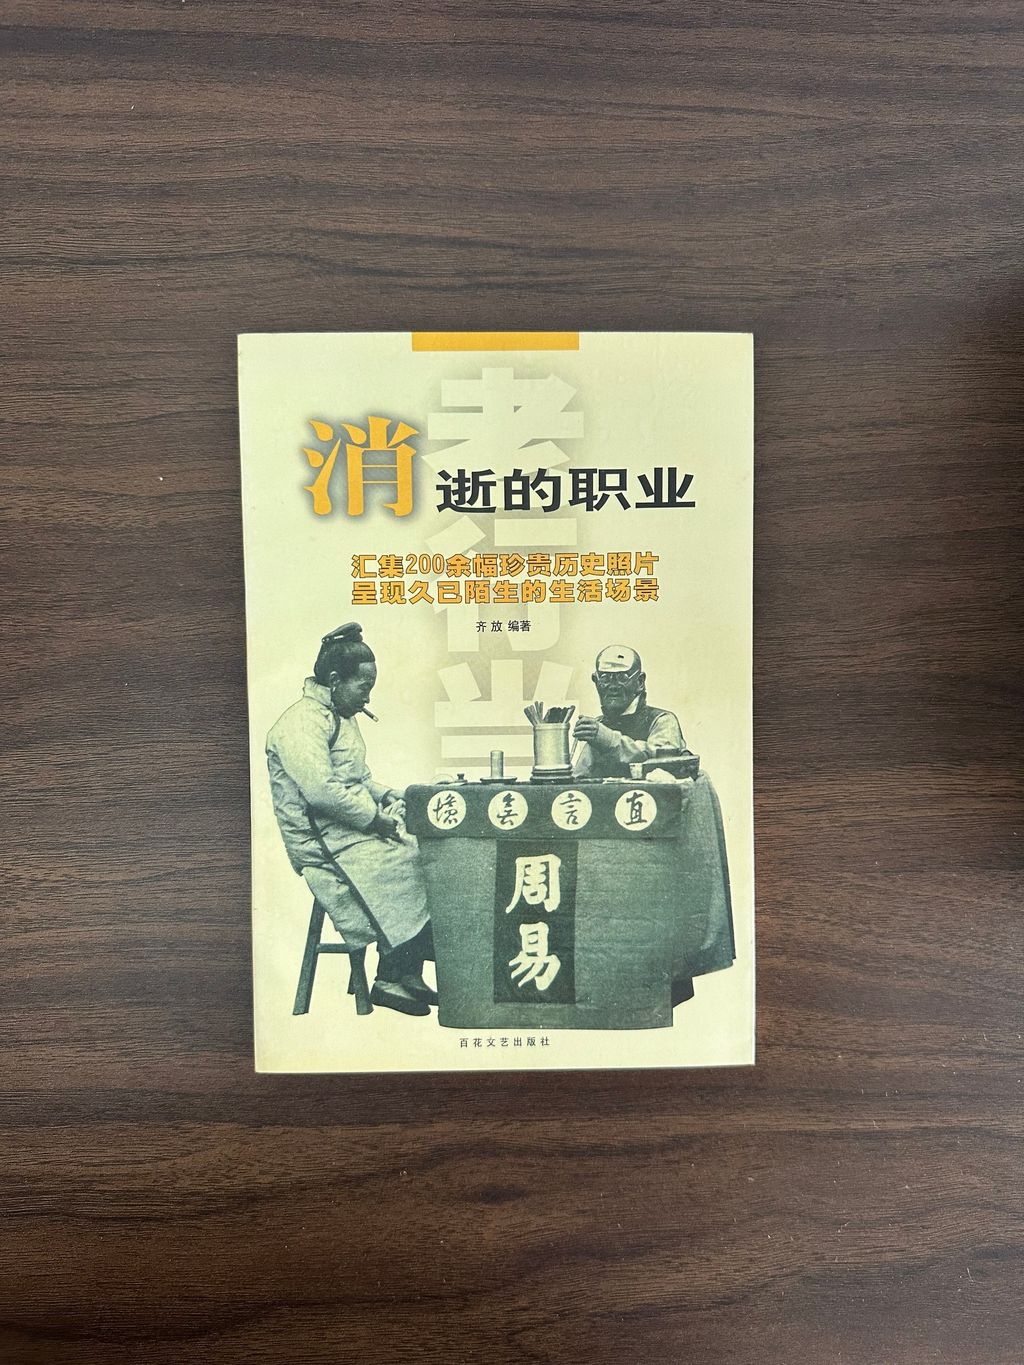 老行当
消逝的职业
汇集200余幅珍贵历史照片
呈现久已陌生的生活场景
齐放 编著
直言無隱
周易
百花文艺出版社